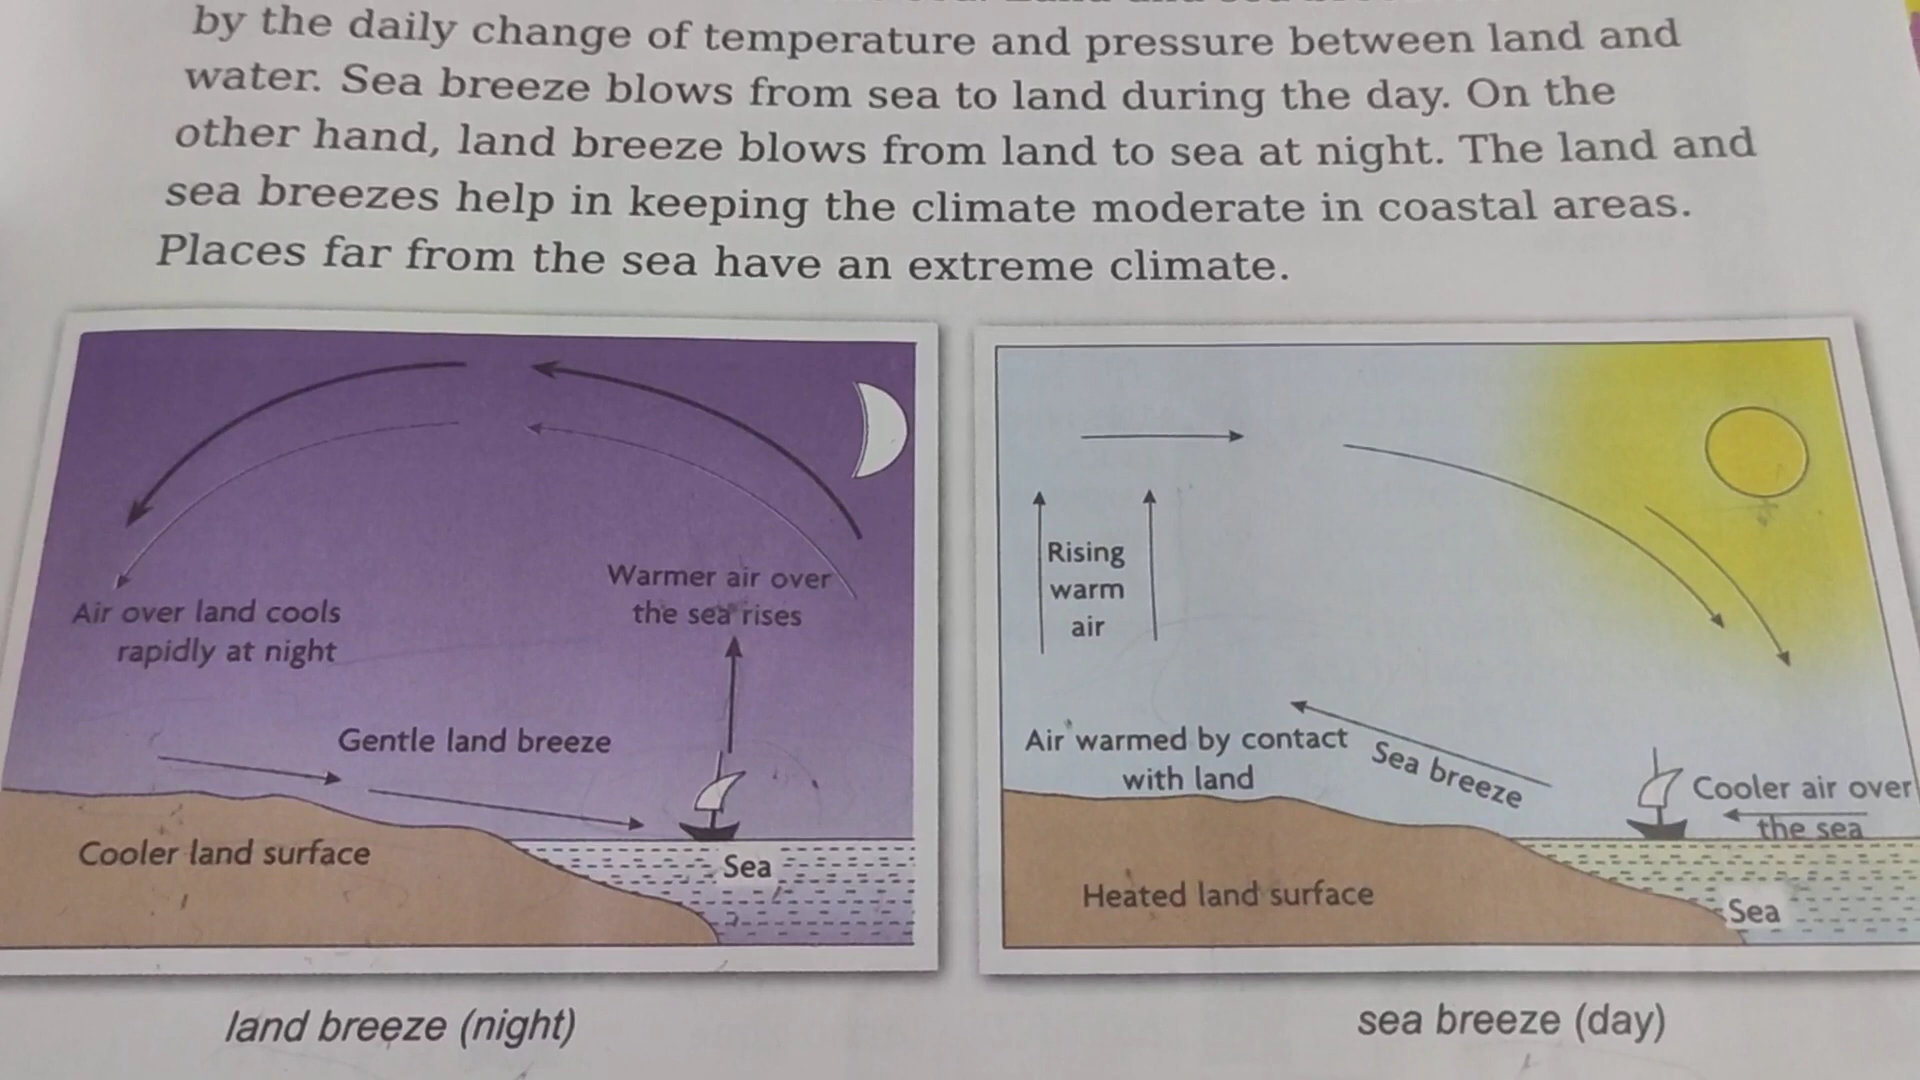 by the daily change of temperature and pressure between land and
water. Sea breeze blows from sea to land during the day. On the
other hand, land breeze blows from land to sea at night. The land and
sea breezes help in keeping the climate moderate in coastal areas.
Places far from the sea have an extreme climate.
Warmer air over
the sea rises
Air over land cools
rapidly at night
Gentle land breeze
Cooler land surface
Sea
land breeze (night)
Rising
warm
air
Air warmed by contact
with land
Sea breeze
Cooler air over
the sea
Heated land surface
Sea
sea breeze (day)